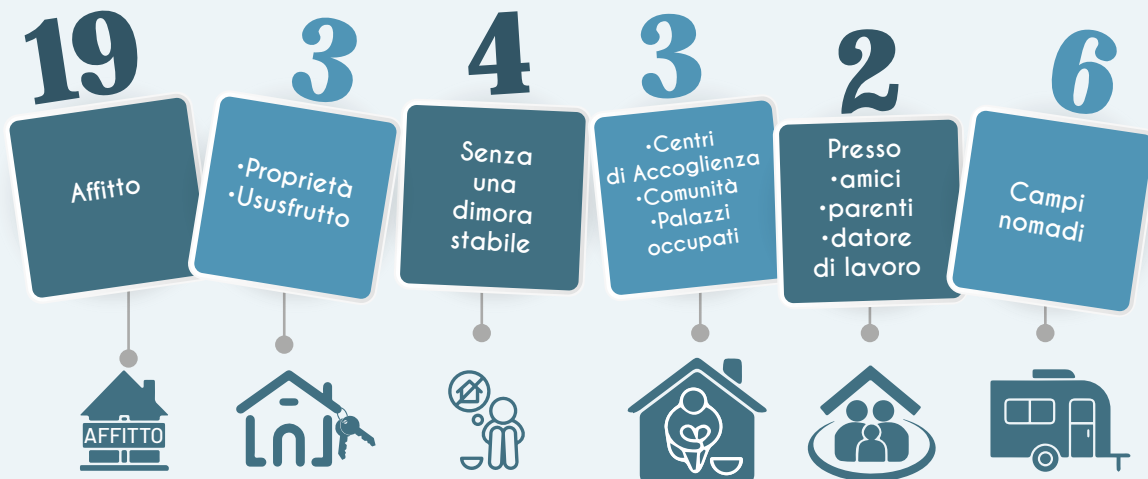 19
Affitto
3
•Proprietà
•Ususfrutto
4
Senza
una
dimora
stabile
3
•Centri
di Accoglienza
•Comunità
•Palazzi
occupati
2
Presso
•amici
•parenti
•datore
di lavoro
6
Campi
nomadi
AFFITTO